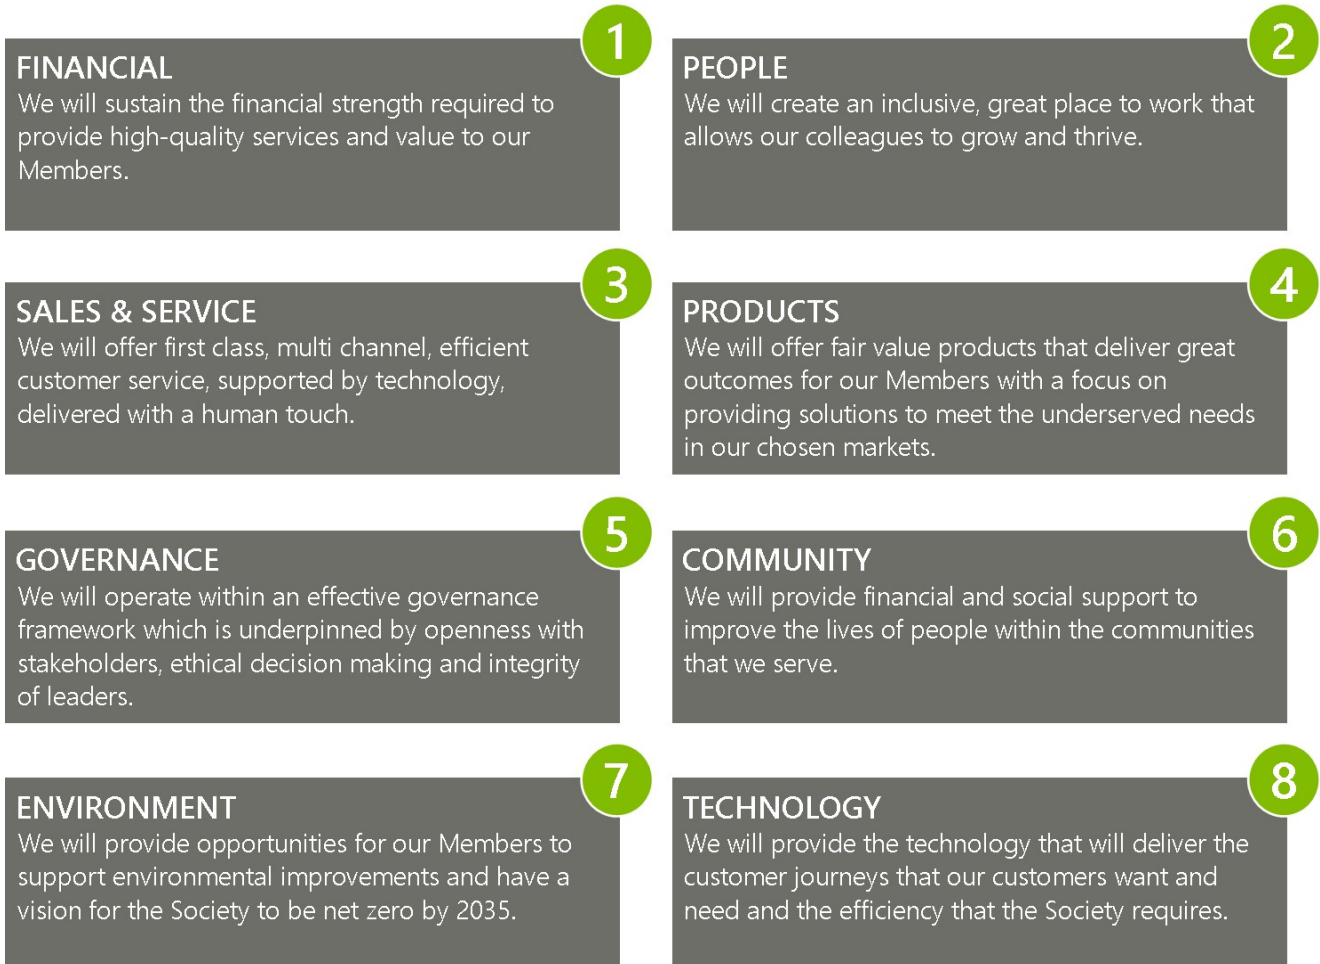 1
FINANCIAL
We will sustain the financial strength required to
provide high-quality services and value to our
Members.
2
PEOPLE
We will create an inclusive, great place to work that
allows our colleagues to grow and thrive.
3
SALES & SERVICE
We will offer first class, multi channel, efficient
customer service, supported by technology,
delivered with a human touch.
4
PRODUCTS
We will offer fair value products that deliver great
outcomes for our Members with a focus on
providing solutions to meet the underserved needs
in our chosen markets.
5
GOVERNANCE
We will operate within an effective governance
framework which is underpinned by openness with
stakeholders, ethical decision making and integrity
of leaders.
6
COMMUNITY
We will provide financial and social support to
improve the lives of people within the communities
that we serve.
7
ENVIRONMENT
We will provide opportunities for our Members to
support environmental improvements and have a
vision for the Society to be net zero by 2035.
8
TECHNOLOGY
We will provide the technology that will deliver the
customer journeys that our customers want and
need and the efficiency that the Society requires.